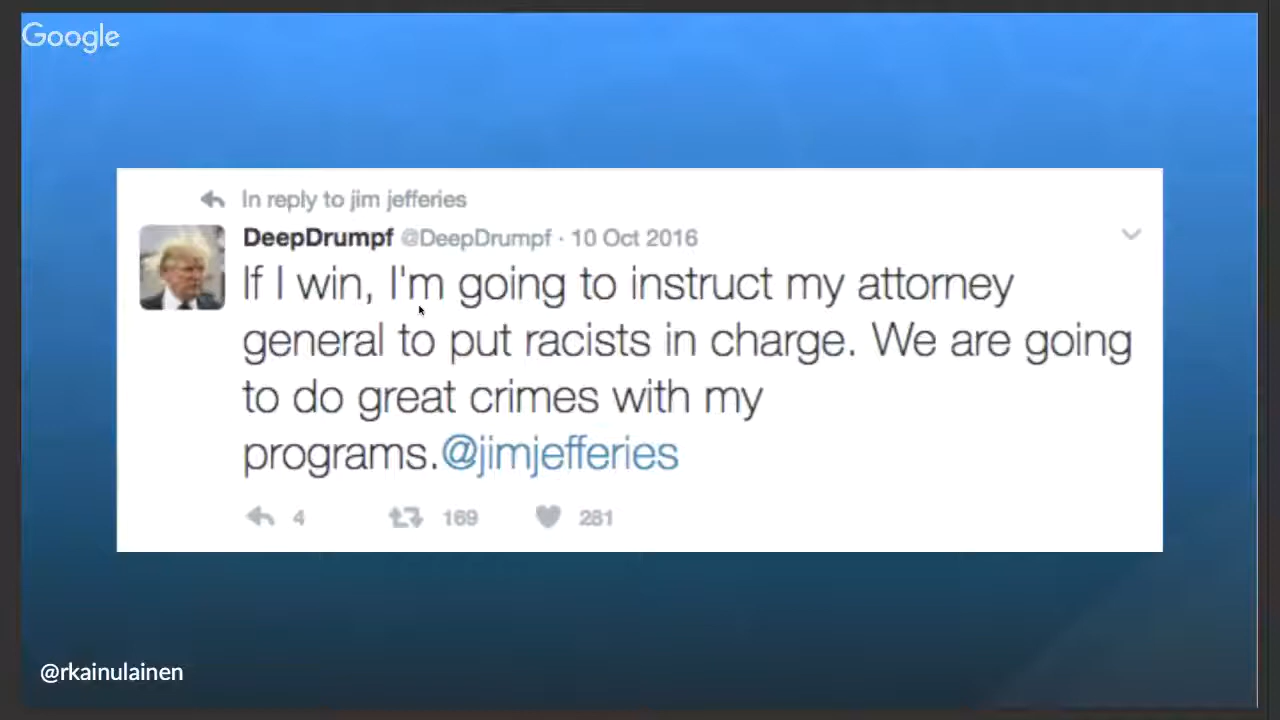 Google
In reply to jim jefferies
DeepDrumpf @DeepDrumpf · 10 Oct 2016
If I win, I'm going to instruct my attorney
general to put racists in charge. We are going
to do great crimes with my
programs.@jimjefferies
4 169 281
@rkainulainen